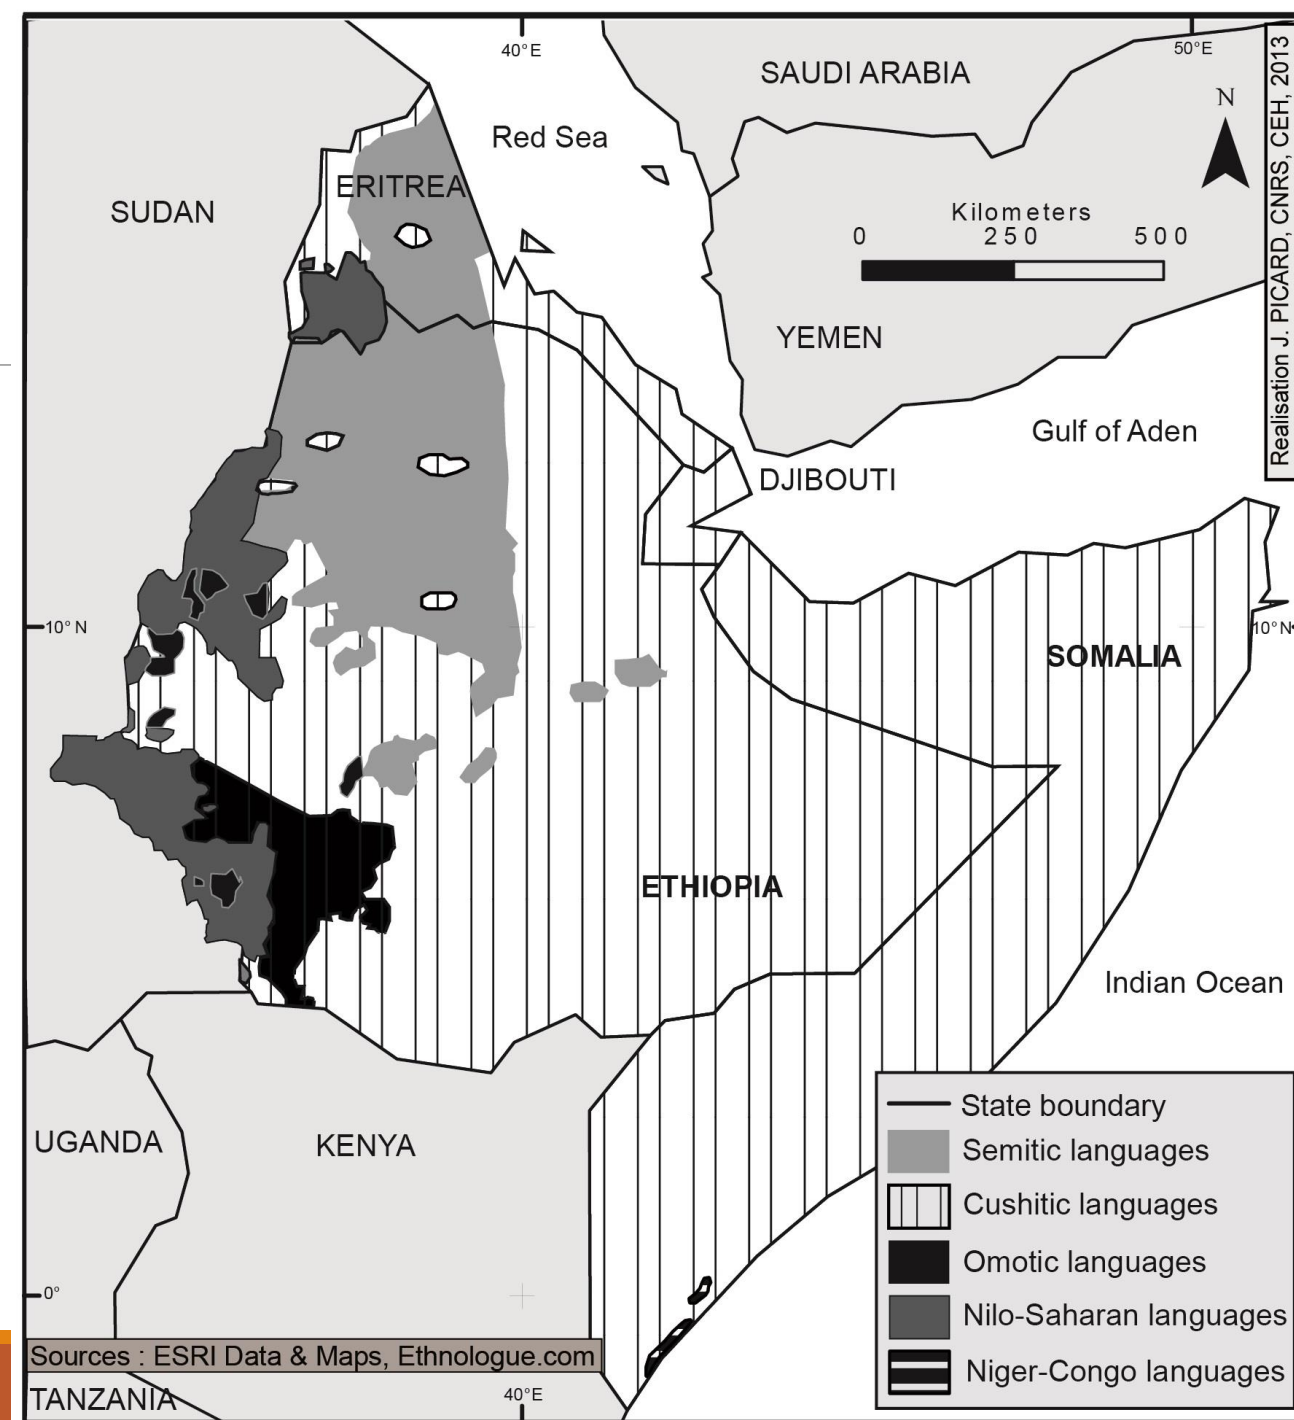 40°E
50°E
SAUDI ARABIA
Realisation J. PICARD, CNRS, CEH, 2013
N
Red Sea
ERITREA
SUDAN
Kilometers
0 250 500
YEMEN
Gulf of Aden
DJIBOUTI
10°N
10°N
SOMALIA
ETHIOPIA
Indian Ocean
State boundary
UGANDA
KENYA
Semitic languages
Cushitic languages
Omotic languages
0°
Nilo-Saharan languages
Sources : ESRI Data & Maps, Ethnologue.com
Niger-Congo languages
TANZANIA
40°E